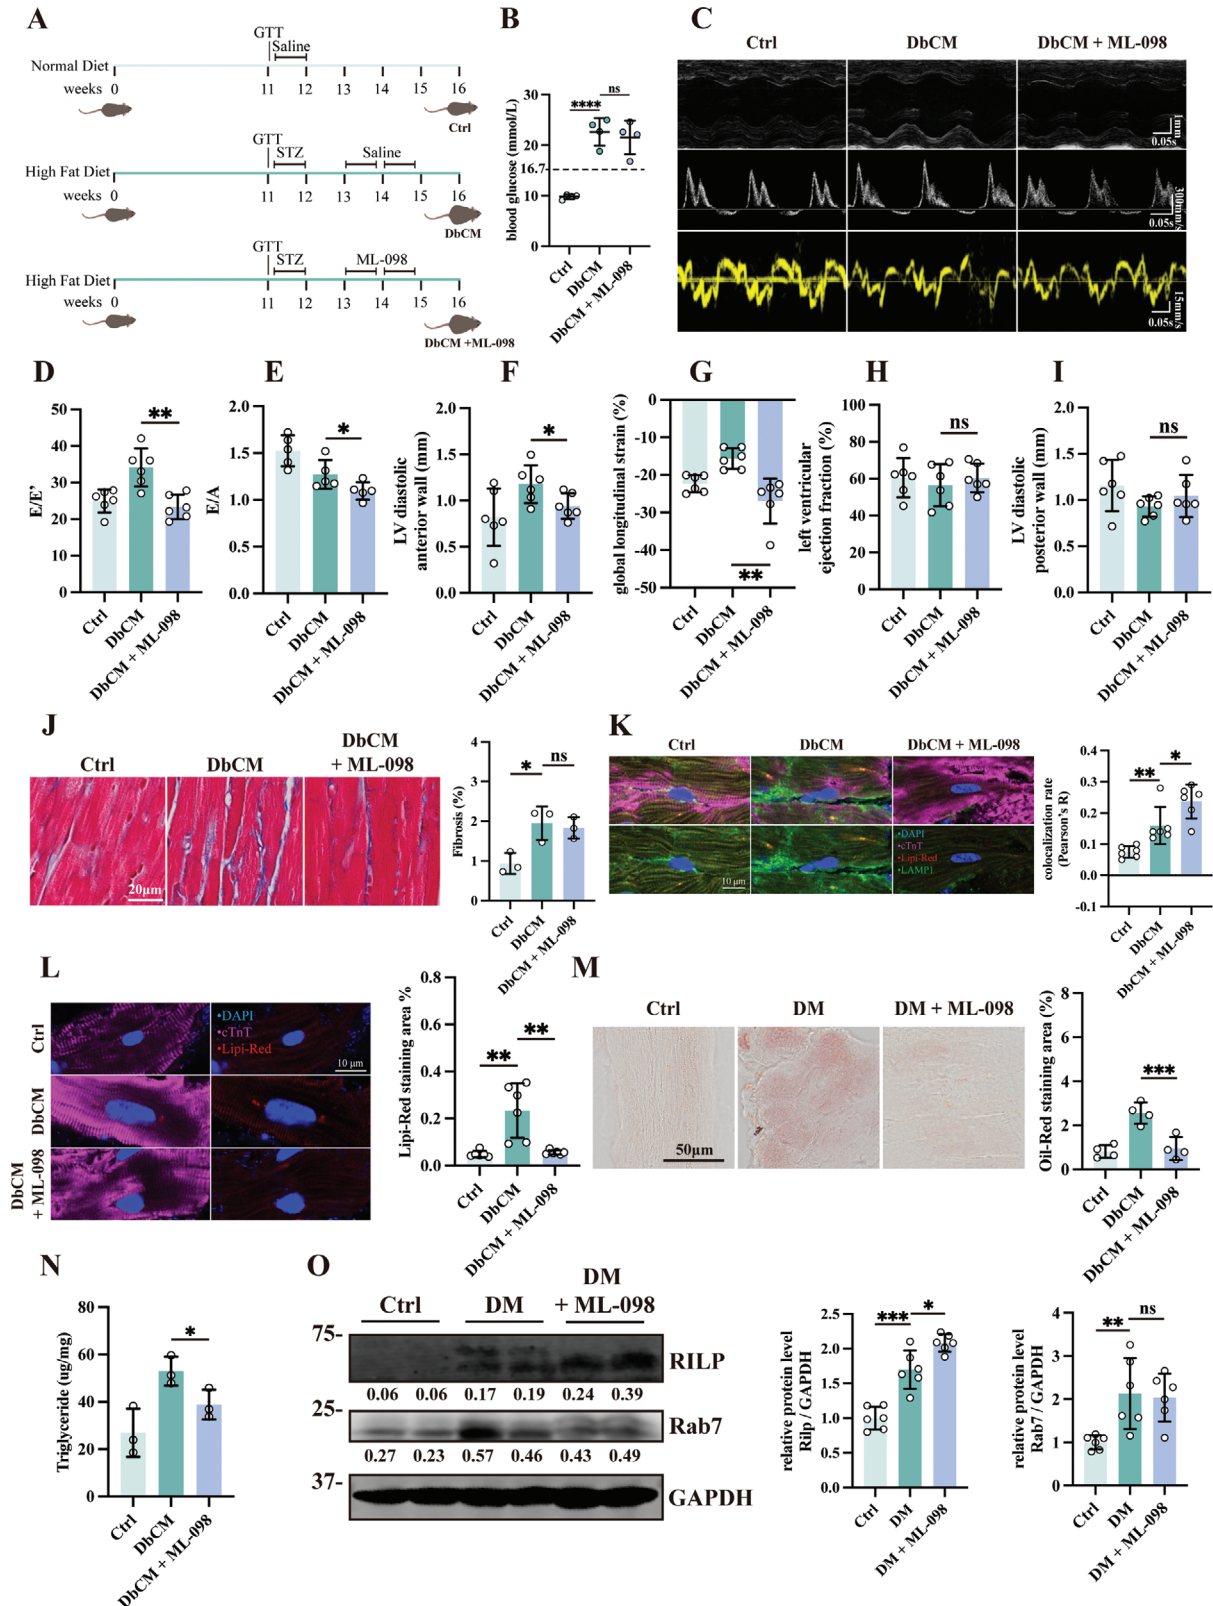 A
GTT
Saline
Normal Diet
weeks 0 11 12 13 14 15 16
Ctrl
GTT
STZ Saline
High Fat Diet
weeks 0 11 12 13 14 15 16
DbCM
GTT
STZ ML-098
High Fat Diet
weeks 0 11 12 13 14 15 16
DbCM +ML-098
B
blood glucose (mmol/L)
30
20
16.7
10
0
**** ns
Ctrl
DbCM
DbCM + ML-098
C
Ctrl DbCM DbCM + ML-098
1mm
0.05s
300mm/s
0.05s
15mm/s
0.05s
D
E/E'
50
40
30
20
10
0
**
Ctrl
DbCM
DbCM + ML-098
E
E/A
2.0
1.5
1.0
0.5
0.0
*
Ctrl
DbCM
DbCM + ML-098
F
LV diastolic
anterior wall (mm)
2.0
1.5
1.0
0.5
0.0
*
Ctrl
DbCM
DbCM + ML-098
G
global longitudinal strain (%)
0
-10
-20
-30
-40
-50
**
Ctrl
DbCM
DbCM + ML-098
H
left ventricular
ejection fraction (%)
100
80
60
40
20
0
ns
Ctrl
DbCM
DbCM + ML-098
I
LV diastolic
posterior wall (mm)
2.0
1.5
1.0
0.5
0.0
ns
Ctrl
DbCM
DbCM + ML-098
J
Ctrl DbCM DbCM
+ ML-098
20μm
Fibrosis (%)
4
3
2
1
0
* ns
Ctrl
DbCM
DbCM + ML-098
K
Ctrl DbCM DbCM + ML-098
•DAPI
•cTnT
•Lipi-Red
•LAMP1
10 μm
colocalization rate
(Pearson's R)
0.4
0.3
0.2
0.1
0.0
-0.1
** *
Ctrl
DbCM
DbCM + ML-098
L
Ctrl
DbCM
DbCM
+ ML-098
•DAPI
•cTnT
•Lipi-Red
10 μm
Lipi-Red staining area %
0.8
0.6
0.4
0.2
0.0
** **
Ctrl
DbCM
DbCM + ML-098
M
Ctrl DM DM + ML-098
50μm
Oil-Red staining area (%)
8
6
4
2
0
***
Ctrl
DbCM
DbCM + ML-098
N
Triglyceride (ug/mg)
80
60
40
20
0
*
Ctrl
DbCM
DbCM + ML-098
O
Ctrl DM DM
+ ML-098
75-
RILP
0.06 0.06 0.17 0.19 0.24 0.39
25-
Rab7
0.27 0.23 0.57 0.46 0.43 0.49
37-
GAPDH
relative protein level
Rilp / GAPDH
2.5
2.0
1.5
1.0
0.5
0.0
*** *
Ctrl
DM
DM + ML-098
relative protein level
Rab7 / GAPDH
4
3
2
1
0
** ns
Ctrl
DM
DM + ML-098